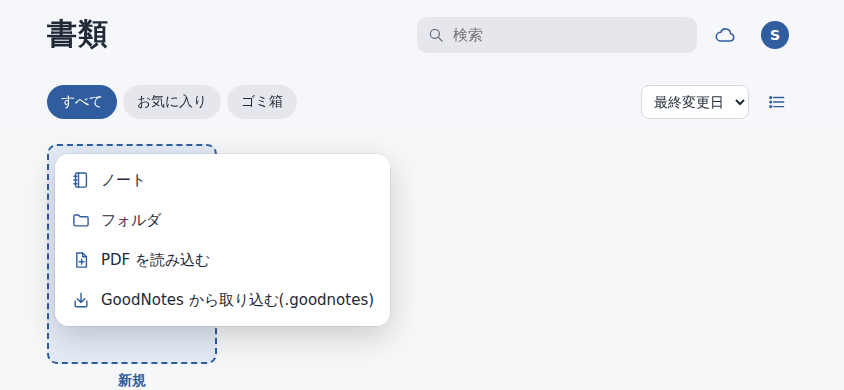 書類
検索
S
すべて
お気に入り
ゴミ箱
最終変更日
ノート
フォルダ
PDF を読み込む
GoodNotes から取り込む(.goodnotes)
新規